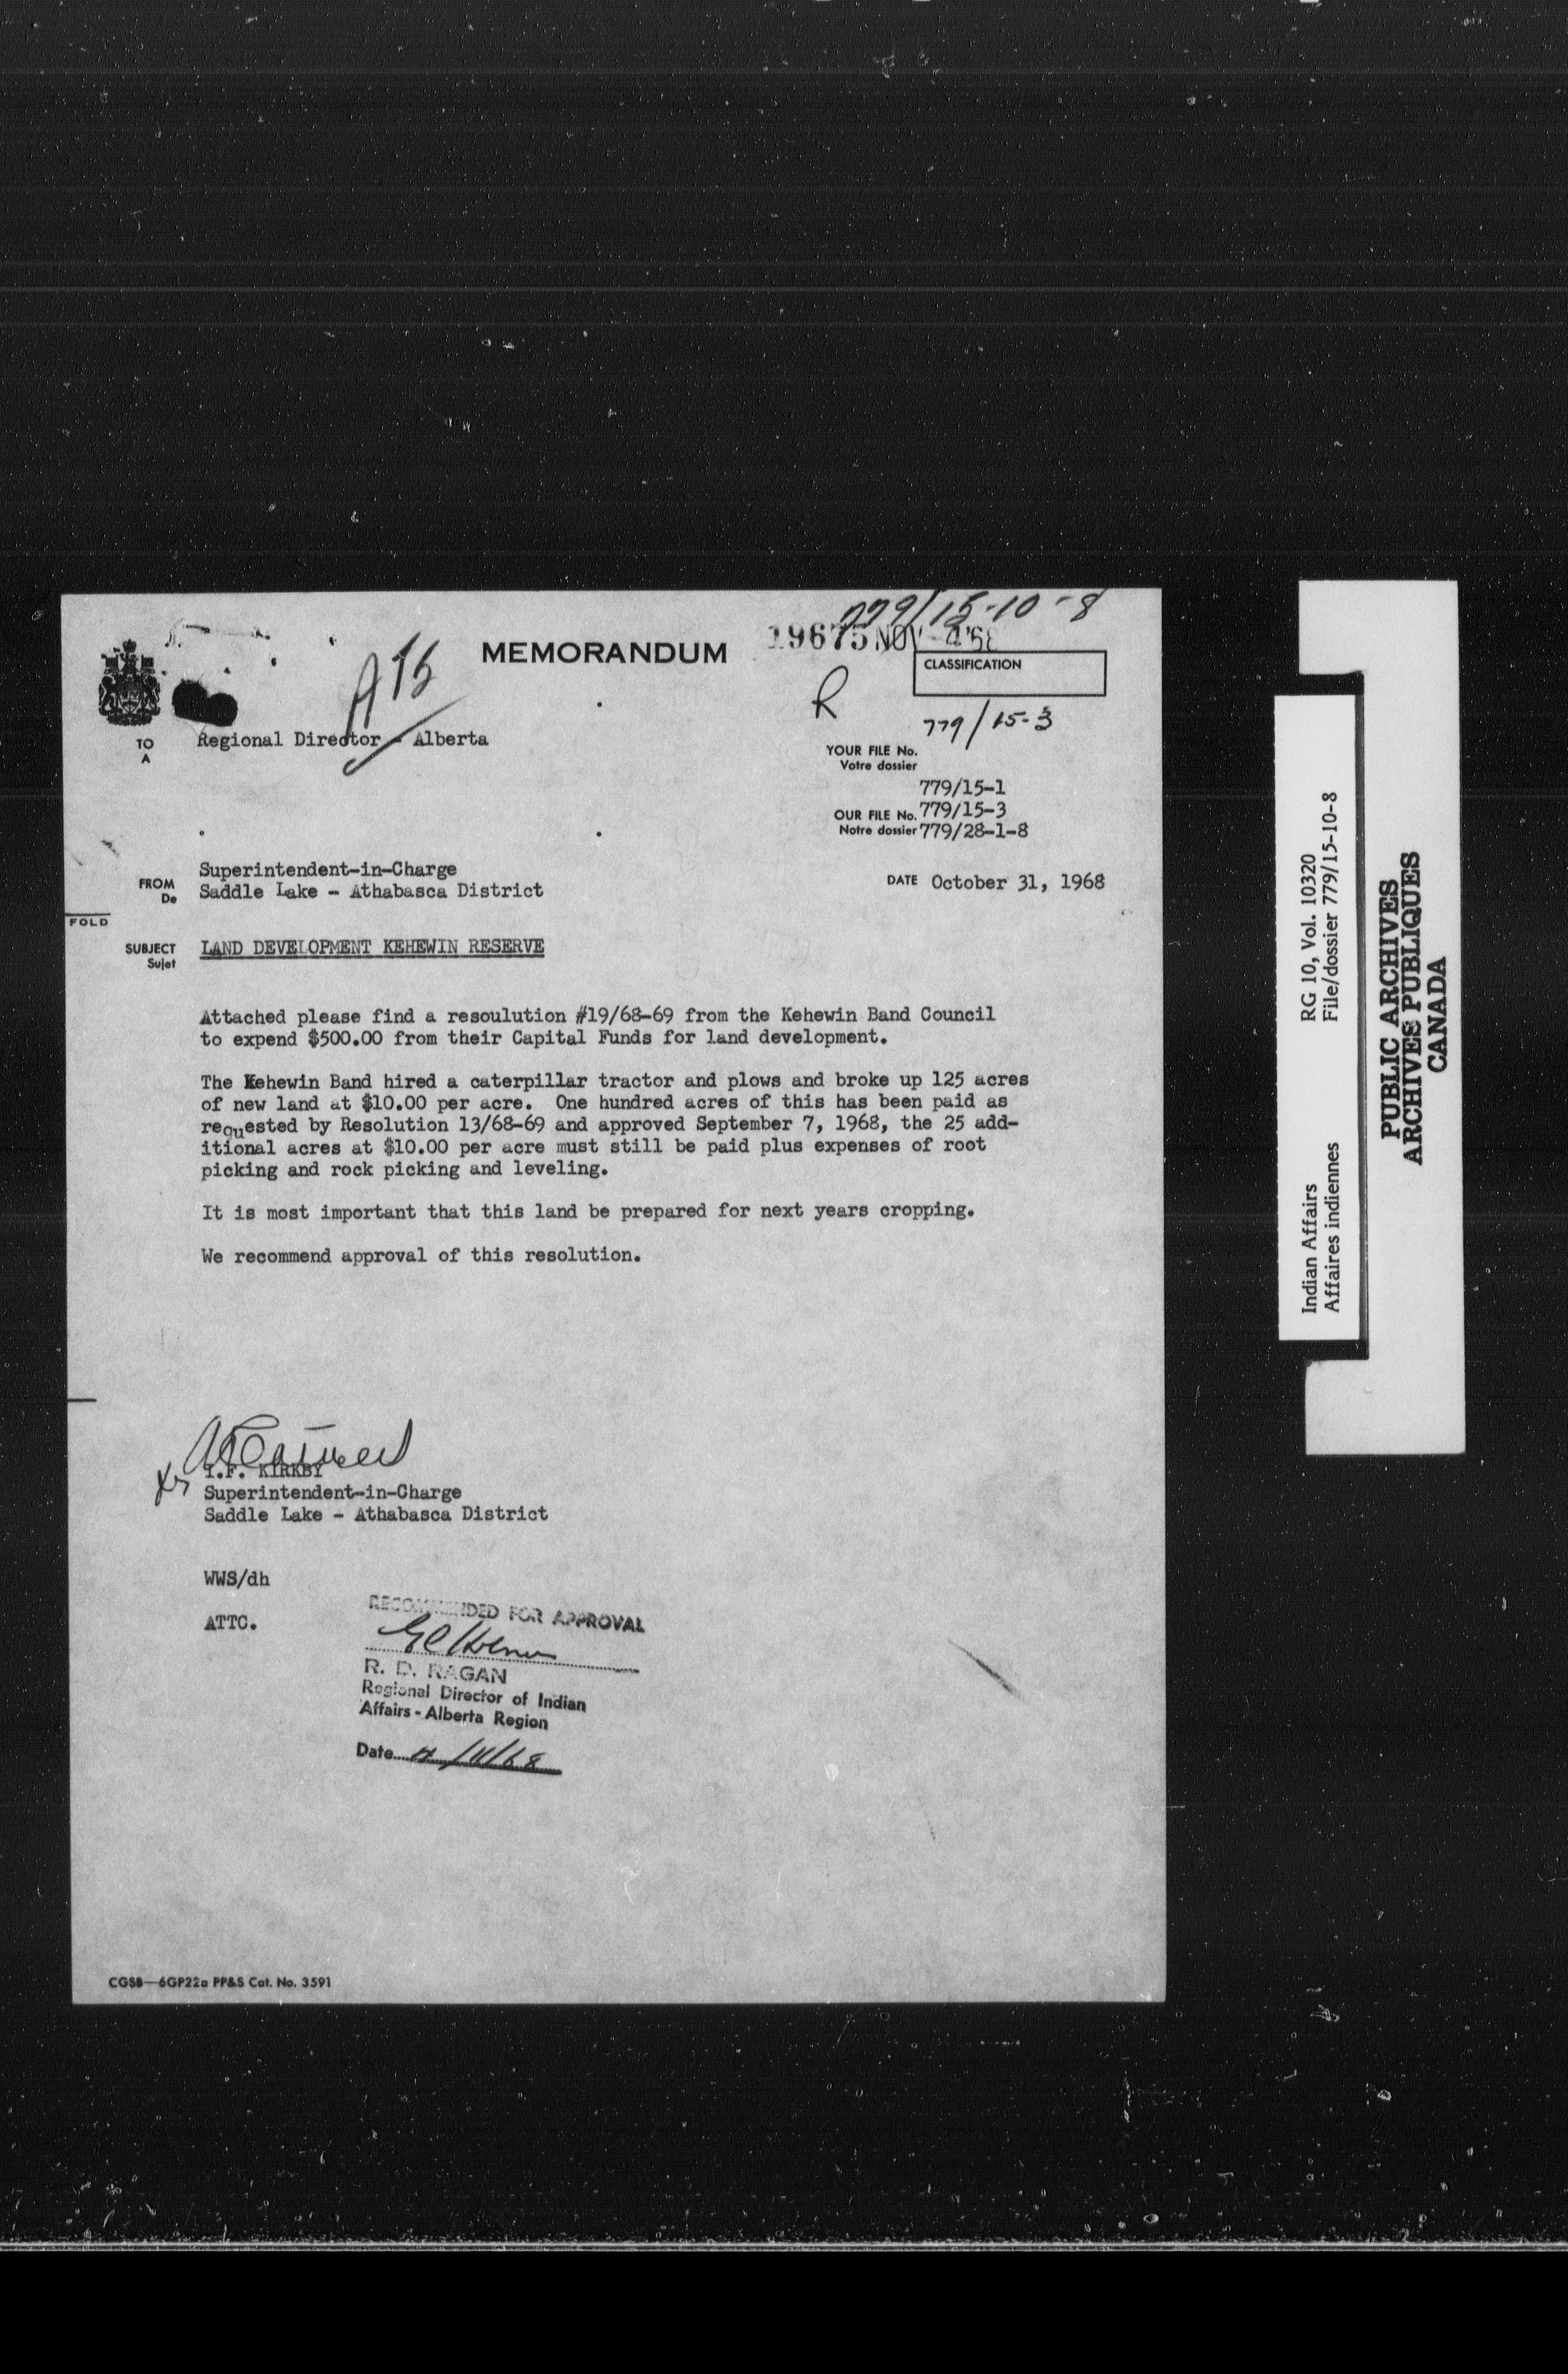 779/15-10-8
MEMORANDUM
19675 NOV -4 '68
CLASSIFICATION
A15
R
779/15-3
TO
A
Regional Director - Alberta
YOUR FILE No.
Votre dossier
779/15-1
OUR FILE No. 779/15-3
Notre dossier 779/28-1-8
FROM
De
Superintendent-in-Charge
Saddle Lake - Athabasca District
DATE October 31, 1968
FOLD
SUBJECT
Sujet
LAND DEVELOPMENT KEHEWIN RESERVE
Attached please find a resoulution #19/68-69 from the Kehewin Band Council
to expend $500.00 from their Capital Funds for land development.
The Kehewin Band hired a caterpillar tractor and plows and broke up 125 acres
of new land at $10.00 per acre. One hundred acres of this has been paid as
requested by Resolution 13/68-69 and approved September 7, 1968, the 25 add-
itional acres at $10.00 per acre must still be paid plus expenses of root
picking and rock picking and leveling.
It is most important that this land be prepared for next years cropping.
We recommend approval of this resolution.
KIRKBY
Superintendent-in-Charge
Saddle Lake - Athabasca District
WWS/dh
ATTC.
RECOMMENDED FOR APPROVAL
R. D. RAGAN
Regional Director of Indian
Affairs - Alberta Region
Date
CGSB—6GP22a PP&S Cat. No. 3591
Indian Affairs RG 10, Vol. 10320
Affaires indiennes File/dossier 779/15-10-8
PUBLIC ARCHIVES
ARCHIVES PUBLIQUES
CANADA